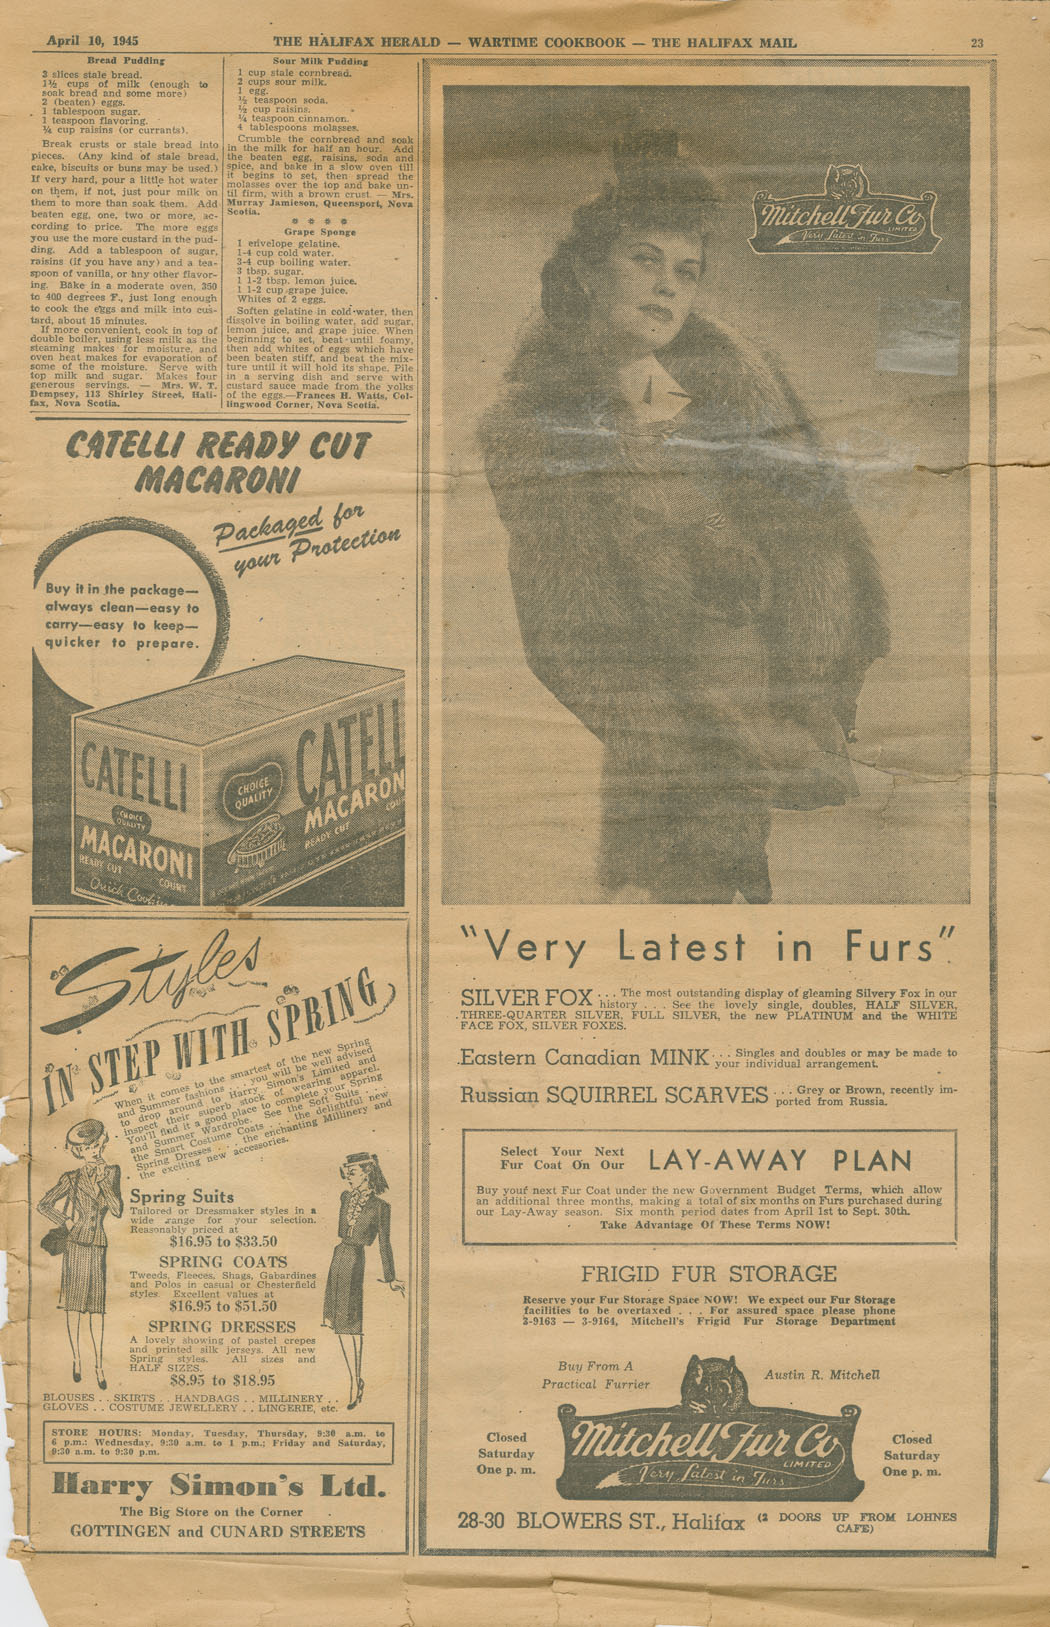 April 10, 1945
THE HALIFAX HERALD — WARTIME COOKBOOK — THE HALIFAX MAIL
23
Bread Pudding
3 slices stale bread.
1½ cups of milk (enough to
soak bread and some more)
2 (beaten) eggs.
1 tablespoon sugar.
1 teaspoon flavoring.
¼ cup raisins (or currants).
Break crusts or stale bread into
pieces. (Any kind of stale bread,
cake, biscuits or buns may be used.)
If very hard, pour a little hot water
on them, if not, just pour milk on
them to more than soak them. Add
beaten egg, one, two or more, ac-
cording to price. The more eggs
you use the more custard in the pud-
ding. Add a tablespoon of sugar,
raisins (if you have any) and a tea-
spoon of vanilla, or any other flavor-
ing. Bake in a moderate oven, 350
to 400 degrees F., just long enough
to cook the eggs and milk into cus-
tard, about 15 minutes.
If more convenient, cook in top of
double boiler, using less milk as the
steaming makes for moisture, and
oven heat makes for evaporation of
some of the moisture. Serve with
top milk and sugar. Makes four
generous servings. — Mrs. W. T.
Dempsey, 113 Shirley Street, Hali-
fax, Nova Scotia.
Sour Milk Pudding
1 cup stale cornbread.
2 cups sour milk.
1 egg.
½ teaspoon soda.
½ cup raisins.
¼ teaspoon cinnamon.
4 tablespoons molasses.
Crumble the cornbread and soak
in the milk for half an hour. Add
the beaten egg, raisins, soda and
spice, and bake in a slow oven till
it begins to set, then spread the
molasses over the top and bake un-
til firm, with a brown crust. — Mrs.
Murray Jamieson, Queensport, Nova
Scotia.
* * * *
Grape Sponge
1 envelope gelatine.
1-4 cup cold water.
3-4 cup boiling water.
3 tbsp. sugar.
1 1-2 tbsp. lemon juice.
1 1-2 cup grape juice.
Whites of 2 eggs.
Soften gelatine in cold water, then
dissolve in boiling water, add sugar,
lemon juice, and grape juice. When
beginning to set, beat until foamy,
then add whites of eggs which have
been beaten stiff, and beat the mix-
ture until it will hold its shape. Pile
in a serving dish and serve with
custard sauce made from the yolks
of the eggs.—Frances H. Watts, Col-
lingwood Corner, Nova Scotia.
CATELLI READY CUT
MACARONI
Packaged for
your Protection
Buy it in the package—
always clean—easy to
carry—easy to keep—
quicker to prepare.
CATELLI
CHOICE
QUALITY
MACARONI
READY CUT
COUNT
Quick Cooking
CATELL
CHOICE
QUALITY
MACARON
READY CUT
Styles
IN STEP WITH SPRING
When it comes to the smartest of the new Spring
and Summer fashions . . . you will be well advised
to drop around to Harry Simon's Limited and
inspect their superb stock of wearing apparel.
You'll find it a good place to complete your Spring
and Summer Wardrobe. See the Soft Suits . . .
the Smart Costume Coats . . . the delightful new
Spring Dresses . . . the enchanting Millinery and
the exciting new accessories.
Spring Suits
Tailored or Dressmaker styles in a
wide range for your selection.
Reasonably priced at
$16.95 to $33.50
SPRING COATS
Tweeds, Fleeces, Shags, Gabardines
and Polos in casual or Chesterfield
styles. Excellent values at
$16.95 to $51.50
SPRING DRESSES
A lovely showing of pastel crepes
and printed silk jerseys. All new
Spring styles. All sizes and
HALF SIZES.
$8.95 to $18.95
BLOUSES . . SKIRTS . . HANDBAGS . . MILLINERY . .
GLOVES . . COSTUME JEWELLERY . . LINGERIE, etc.
STORE HOURS: Monday, Tuesday, Thursday, 9:30 a.m. to
6 p.m.; Wednesday, 9:30 a.m. to 1 p.m.; Friday and Saturday,
9:30 a.m. to 9:30 p.m.
Harry Simon's Ltd.
The Big Store on the Corner
GOTTINGEN and CUNARD STREETS
Mitchell Fur Co
LIMITED
Very Latest in Furs
"Very Latest in Furs".
SILVER FOX . . . The most outstanding display of gleaming Silvery Fox in our
history . . . See the lovely single, doubles, HALF SILVER,
THREE-QUARTER SILVER, FULL SILVER, the new PLATINUM and the WHITE
FACE FOX, SILVER FOXES.
Eastern Canadian MINK . . . Singles and doubles or may be made to
your individual arrangement.
Russian SQUIRREL SCARVES . . . Grey or Brown, recently im-
ported from Russia.
Select Your Next
Fur Coat On Our
LAY-AWAY PLAN
Buy your next Fur Coat under the new Government Budget Terms, which allow
an additional three months, making a total of six months on Furs purchased during
our Lay-Away season. Six month period dates from April 1st to Sept. 30th.
Take Advantage Of These Terms NOW!
FRIGID FUR STORAGE
Reserve your Fur Storage Space NOW! We expect our Fur Storage
facilities to be overtaxed . . . For assured space please phone
3-9163 — 3-9164, Mitchell's Frigid Fur Storage Department
Buy From A
Practical Furrier
Austin R. Mitchell
Closed
Saturday
One p. m.
Mitchell Fur Co
LIMITED
Very Latest in Furs
Closed
Saturday
One p. m.
28-30 BLOWERS ST., Halifax (2 DOORS UP FROM LOHNES
CAFE)